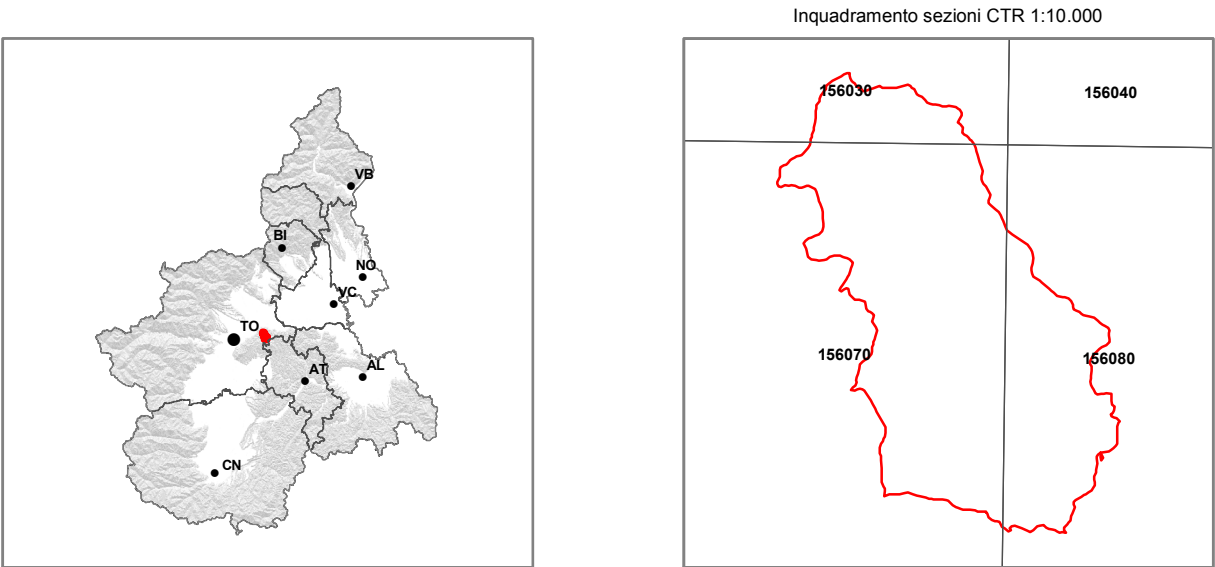 Inquadramento sezioni CTR 1:10.000
VB
BI
NO
VC
TO
AT
AL
CN
156030
156040
156070
156080